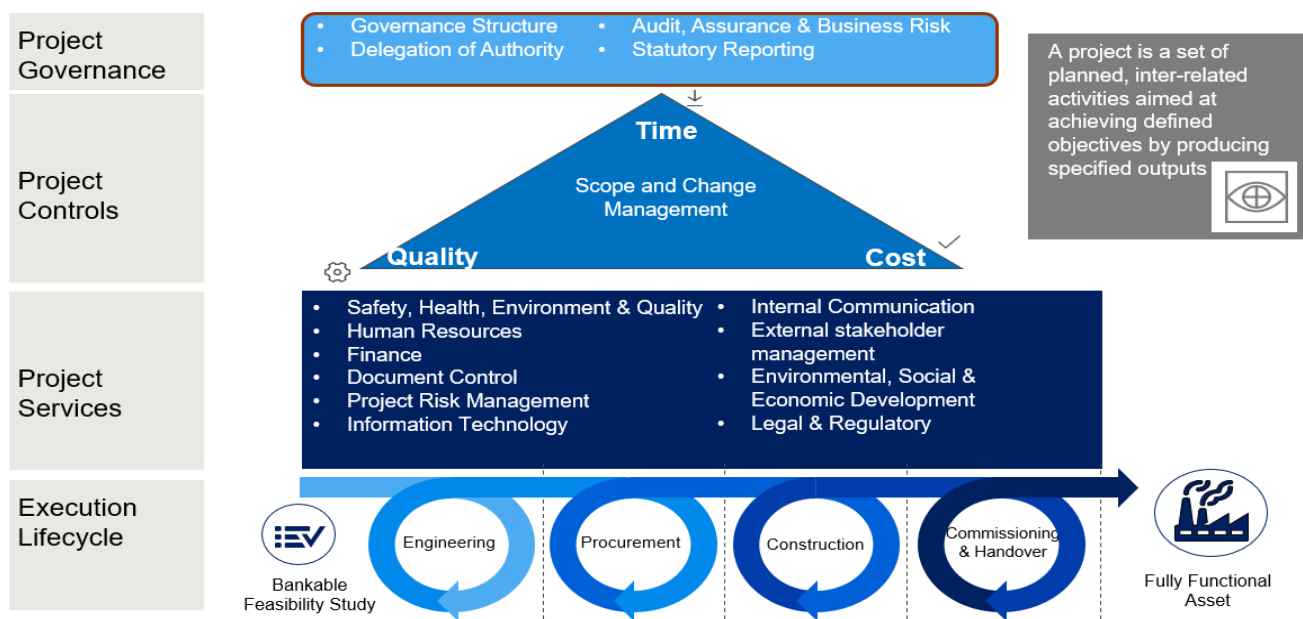 Project
Governance
• Governance Structure
• Delegation of Authority
• Audit, Assurance & Business Risk
• Statutory Reporting
A project is a set of
planned, inter-related
activities aimed at
achieving defined
objectives by producing
specified outputs
Project
Controls
Time
Scope and Change
Management
Quality
Cost
Project
Services
• Safety, Health, Environment & Quality
• Human Resources
• Finance
• Document Control
• Project Risk Management
• Information Technology
• Internal Communication
• External stakeholder
management
• Environmental, Social &
Economic Development
• Legal & Regulatory
Execution
Lifecycle
Bankable
Feasibility Study
Engineering
Procurement
Construction
Commissioning
& Handover
Fully Functional
Asset